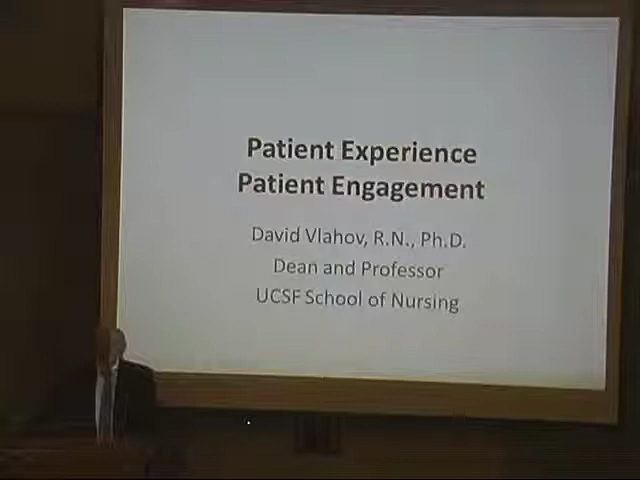 Patient Experience
Patient Engagement
David Vlahov, R.N., Ph.D.
Dean and Professor
UCSF School of Nursing